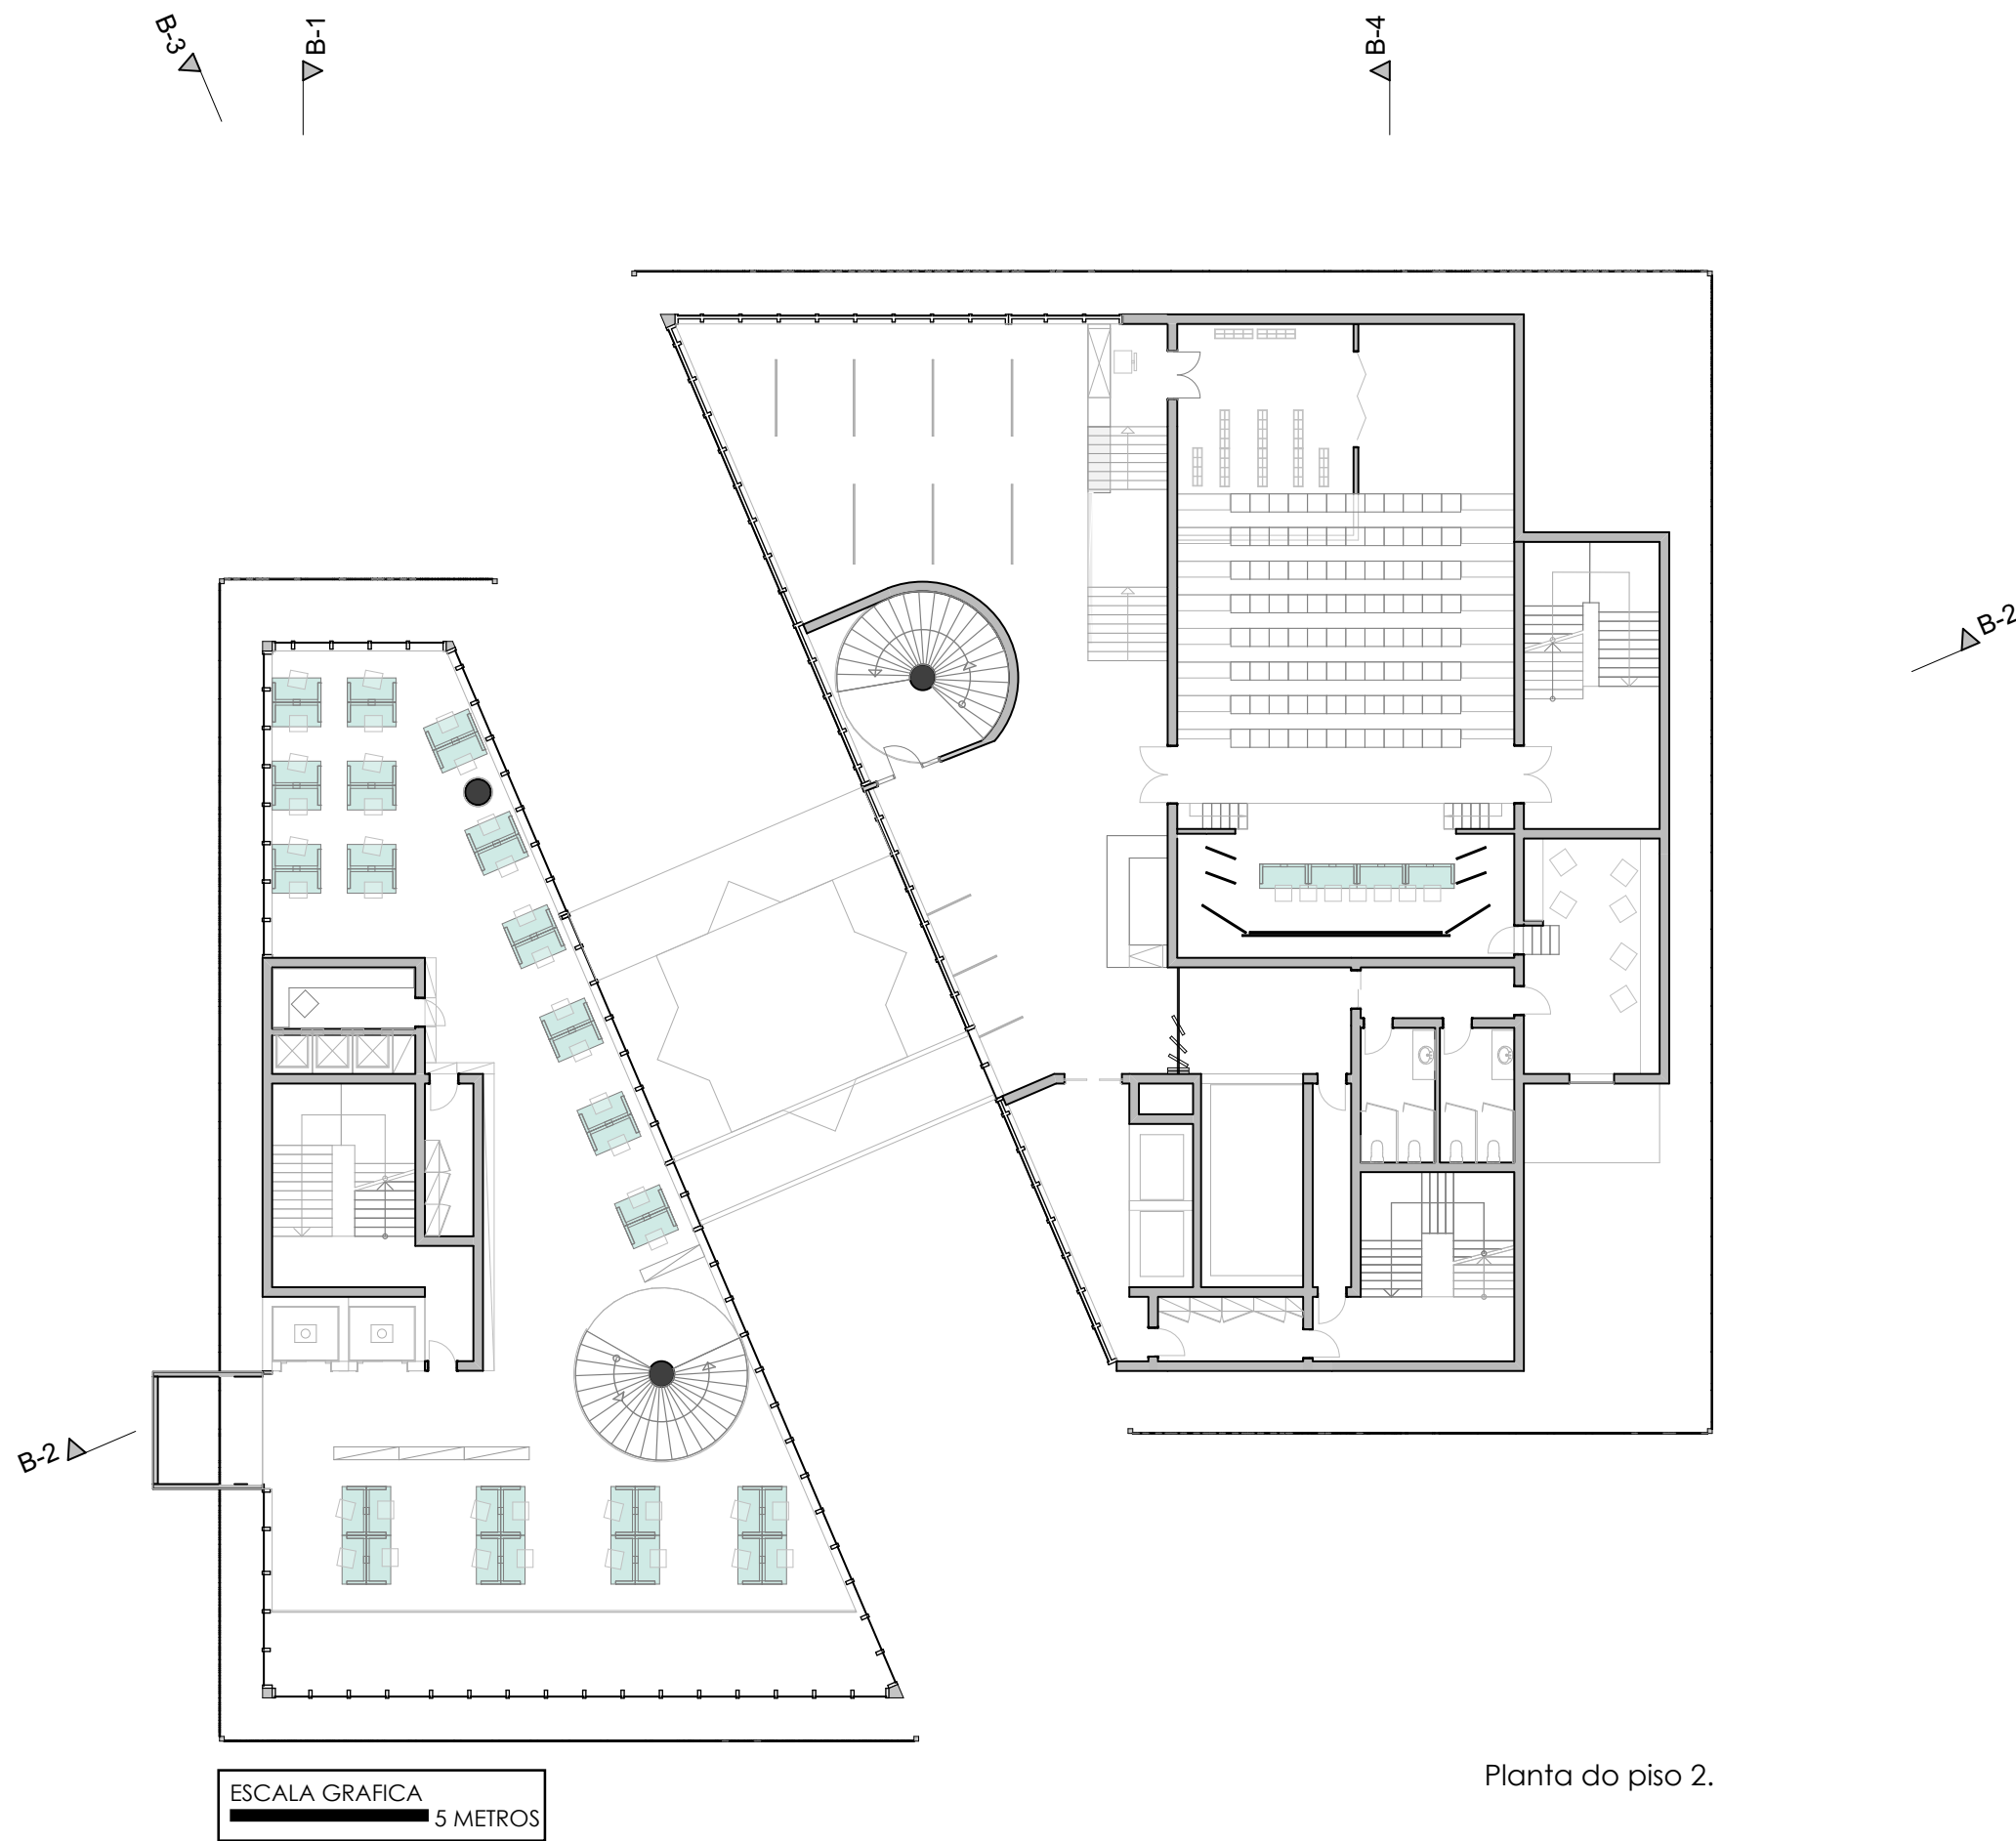 B-3
B-1
B-4
B-2
B-2
ESCALA GRAFICA
5 METROS
Planta do piso 2.